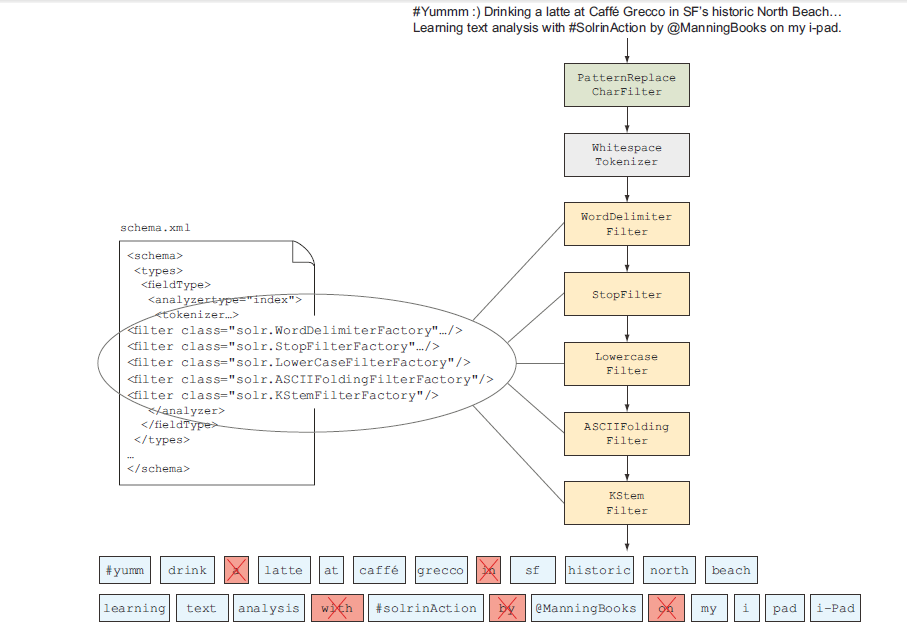 #Yummm :) Drinking a latte at Caffé Grecco in SF's historic North Beach…
Learning text analysis with #SolrinAction by @ManningBooks on my i-pad.
PatternReplace
CharFilter
Whitespace
Tokenizer
WordDelimiter
Filter
StopFilter
Lowercase
Filter
ASCIIFolding
Filter
KStem
Filter
schema.xml
<schema>
<types>
<fieldType>
<analyzertype="index">
<tokenizer…>
<filter class="solr.WordDelimiterFactory"…/>
<filter class="solr.StopFilterFactory"…/>
<filter class="solr.LowerCaseFilterFactory"/>
<filter class="solr.ASCIIFoldingFilterFactory"/>
<filter class="solr.KStemFilterFactory"/>
</analyzer>
</fieldType>
</types>
…
</schema>
#yumm drink a latte at caffé grecco in sf historic north beach
learning text analysis with #solrinAction by @ManningBooks on my i pad i-Pad